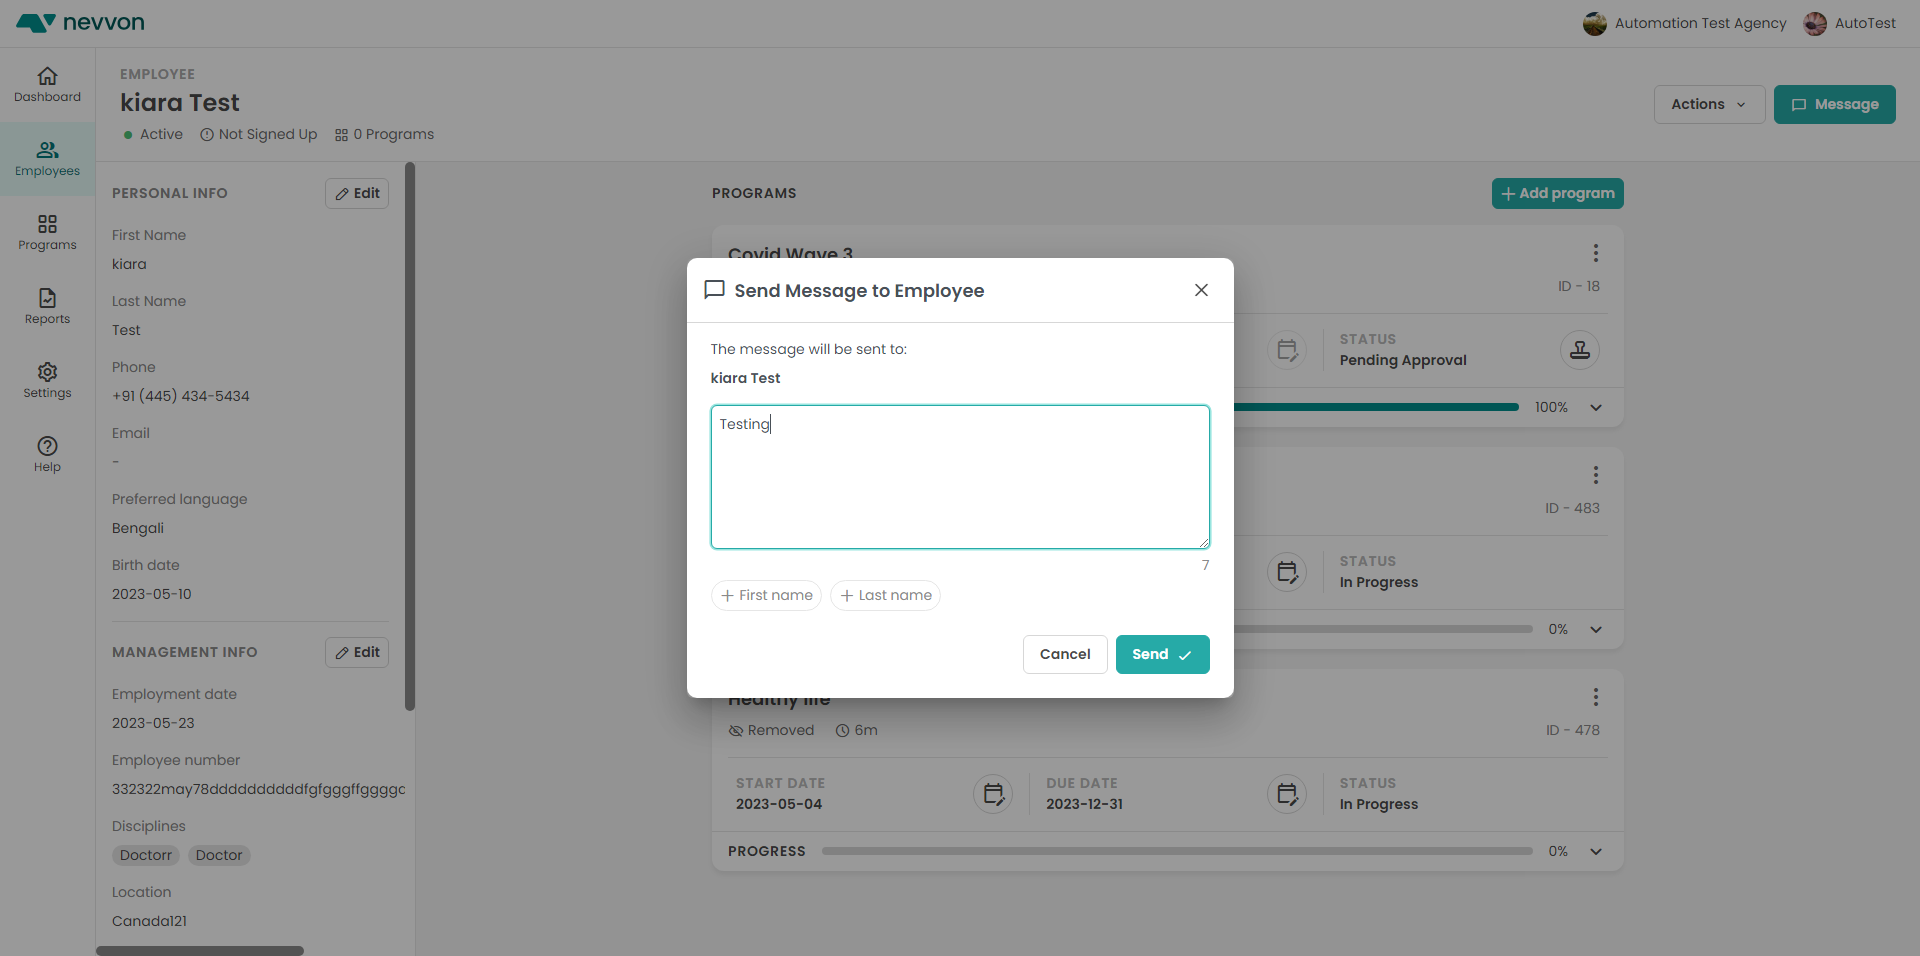 nevvon
Automation Test Agency
AutoTest
Dashboard
Employees
Programs
Reports
Settings
Help
EMPLOYEE
kiara Test
Active
Not Signed Up
0 Programs
Actions
Message
PERSONAL INFO
Edit
First Name
kiara
Last Name
Test
Phone
+91 (445) 434-5434
Email
-
Preferred language
Bengali
Birth date
2023-05-10
MANAGEMENT INFO
Edit
Employment date
2023-05-23
Employee number
Disciplines
Doctorr Doctor
Location
Canada121
PROGRAMS
+ Add program
Covid Wave 3
ID - 18
STATUS
Pending Approval
100%
ID - 483
STATUS
In Progress
0%
Healthy life
Removed 6m
ID - 478
START DATE
2023-05-04
DUE DATE
2023-12-31
STATUS
In Progress
PROGRESS
0%
Send Message to Employee
The message will be sent to:
kiara Test
Testing
7
+ First name
+ Last name
Cancel
Send